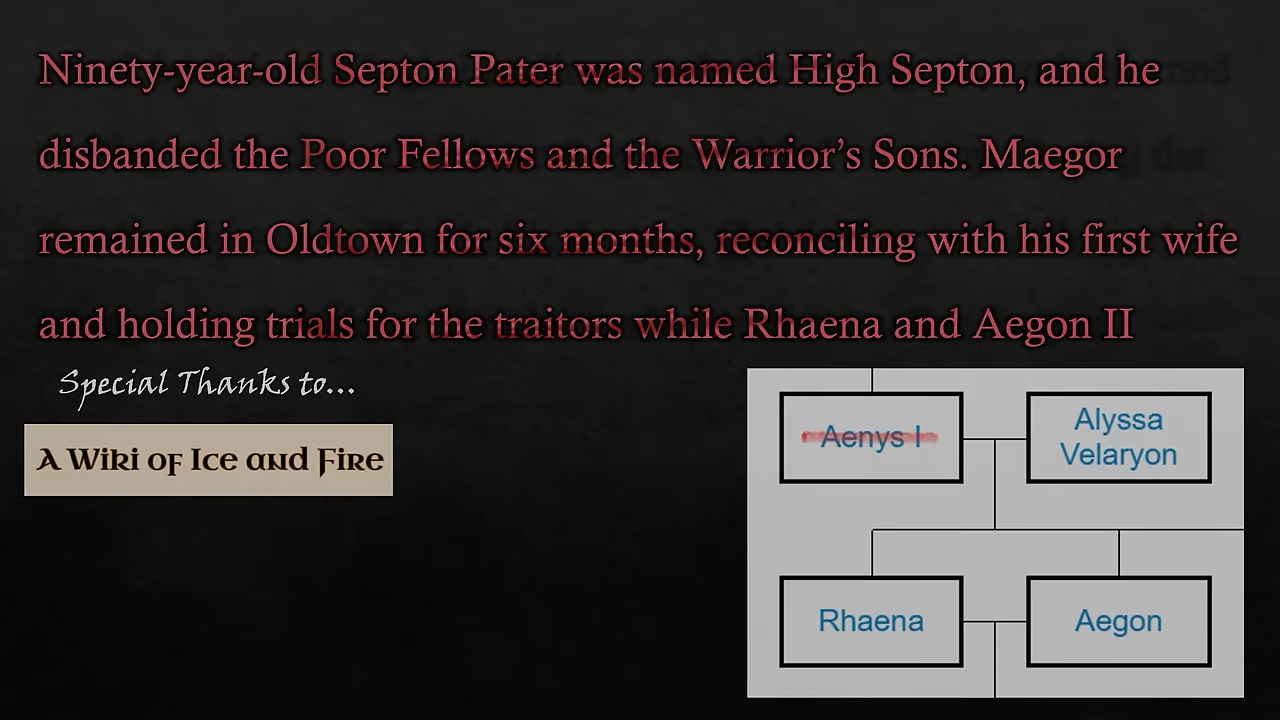 Ninety-year-old Septon Pater was named High Septon, and he
disbanded the Poor Fellows and the Warrior's Sons. Maegor
remained in Oldtown for six months, reconciling with his first wife
and holding trials for the traitors while Rhaena and Aegon II
Special Thanks to...
A Wiki of Ice and Fire
Aenys I
Alyssa
Velaryon
Rhaena
Aegon